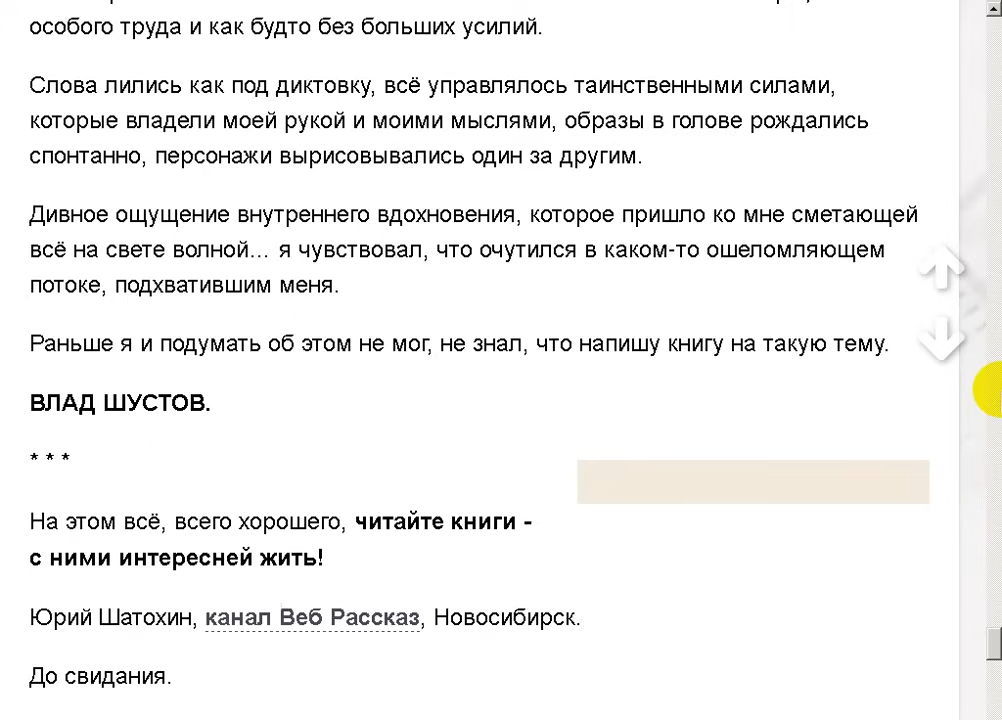 особого труда и как будто без больших усилий.
Слова лились как под диктовку, всё управлялось таинственными силами,
которые владели моей рукой и моими мыслями, образы в голове рождались
спонтанно, персонажи вырисовывались один за другим.
Дивное ощущение внутреннего вдохновения, которое пришло ко мне сметающей
всё на свете волной... я чувствовал, что очутился в каком-то ошеломляющем
потоке, подхватившим меня.
Раньше я и подумать об этом не мог, не знал, что напишу книгу на такую тему.
ВЛАД ШУСТОВ.
* * *
На этом всё, всего хорошего, читайте книги -
с ними интересней жить!
Юрий Шатохин, канал Веб Рассказ, Новосибирск.
До свидания.